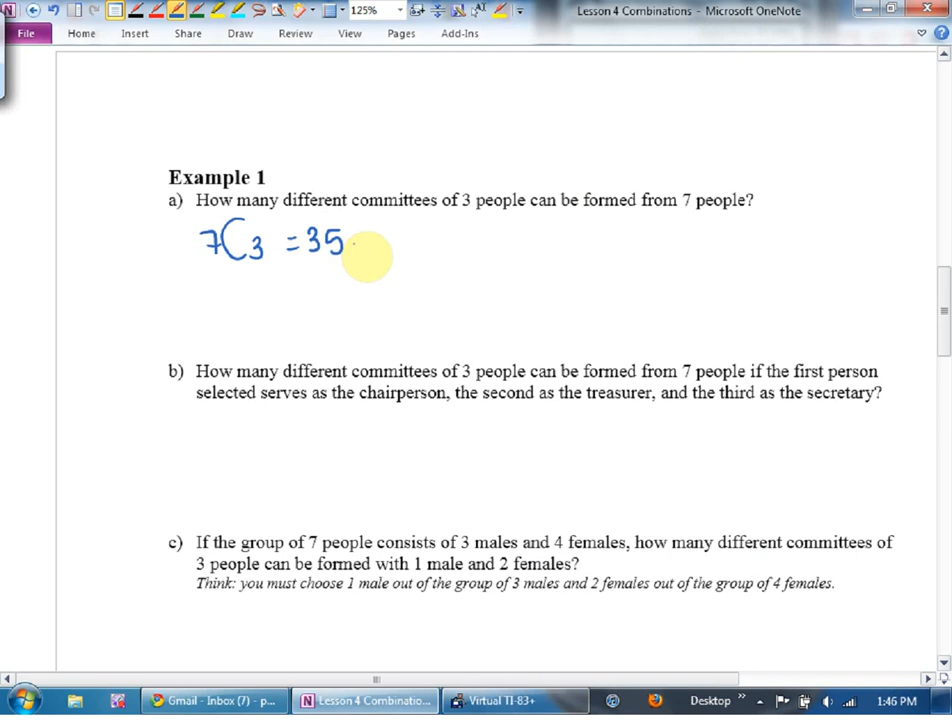 125%
Lesson 4 Combinations - Microsoft OneNote
File Home Insert Share Draw Review View Pages Add-Ins
Example 1
a) How many different committees of 3 people can be formed from 7 people?
7C3 = 35
b) How many different committees of 3 people can be formed from 7 people if the first person
selected serves as the chairperson, the second as the treasurer, and the third as the secretary?
c) If the group of 7 people consists of 3 males and 4 females, how many different committees of
3 people can be formed with 1 male and 2 females?
Think: you must choose 1 male out of the group of 3 males and 2 females out of the group of 4 females.
Gmail - Inbox (7) - p... Lesson 4 Combinatio... Virtual TI-83+ Desktop 1:46 PM